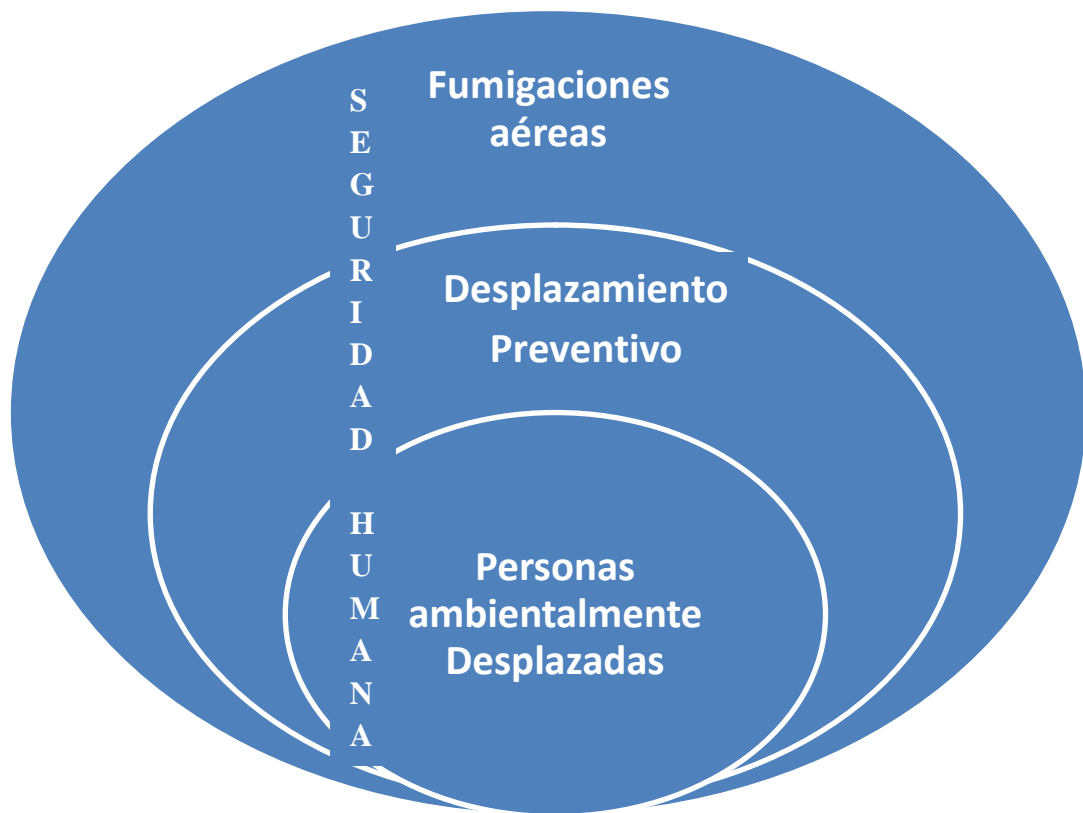 Fumigaciones
aéreas
Desplazamiento
Preventivo
Personas
ambientalmente
Desplazadas
S
E
G
U
R
I
D
A
D
H
U
M
A
N
A